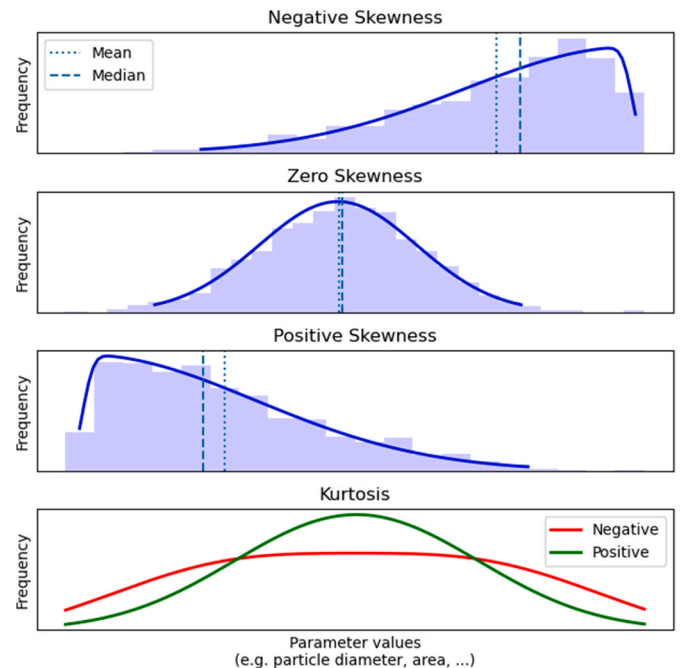 Negative Skewness
Frequency
Mean
Median
Zero Skewness
Frequency
Positive Skewness
Frequency
Kurtosis
Frequency
Negative
Positive
Parameter values
(e.g. particle diameter, area, ...)